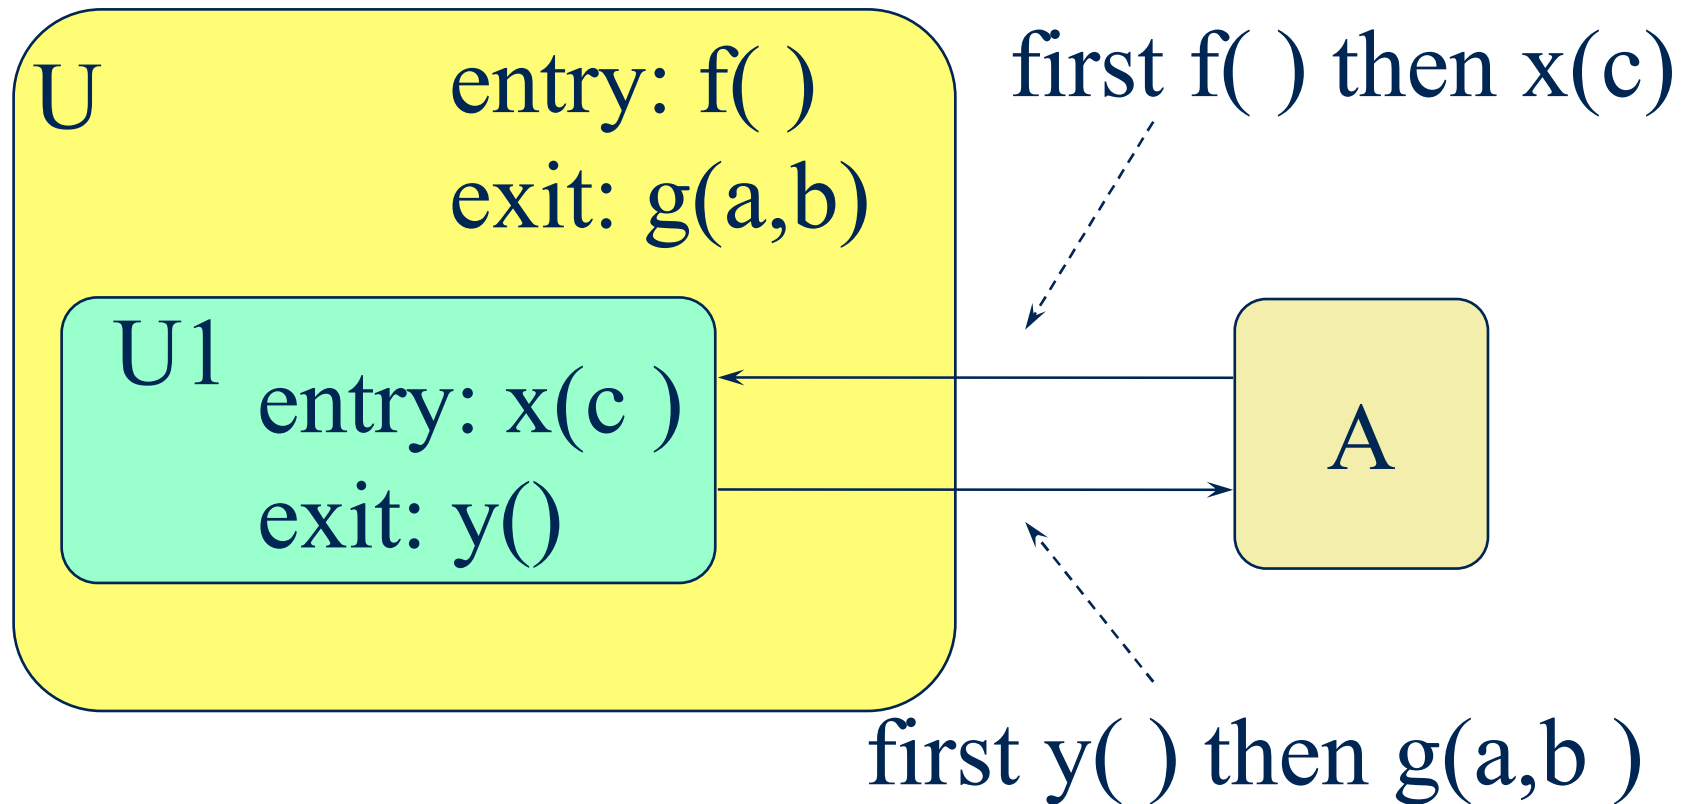 U
entry: f( )
exit: g(a,b)
first f( ) then x(c)
U1
entry: x(c )
exit: y()
A
first y( ) then g(a,b )